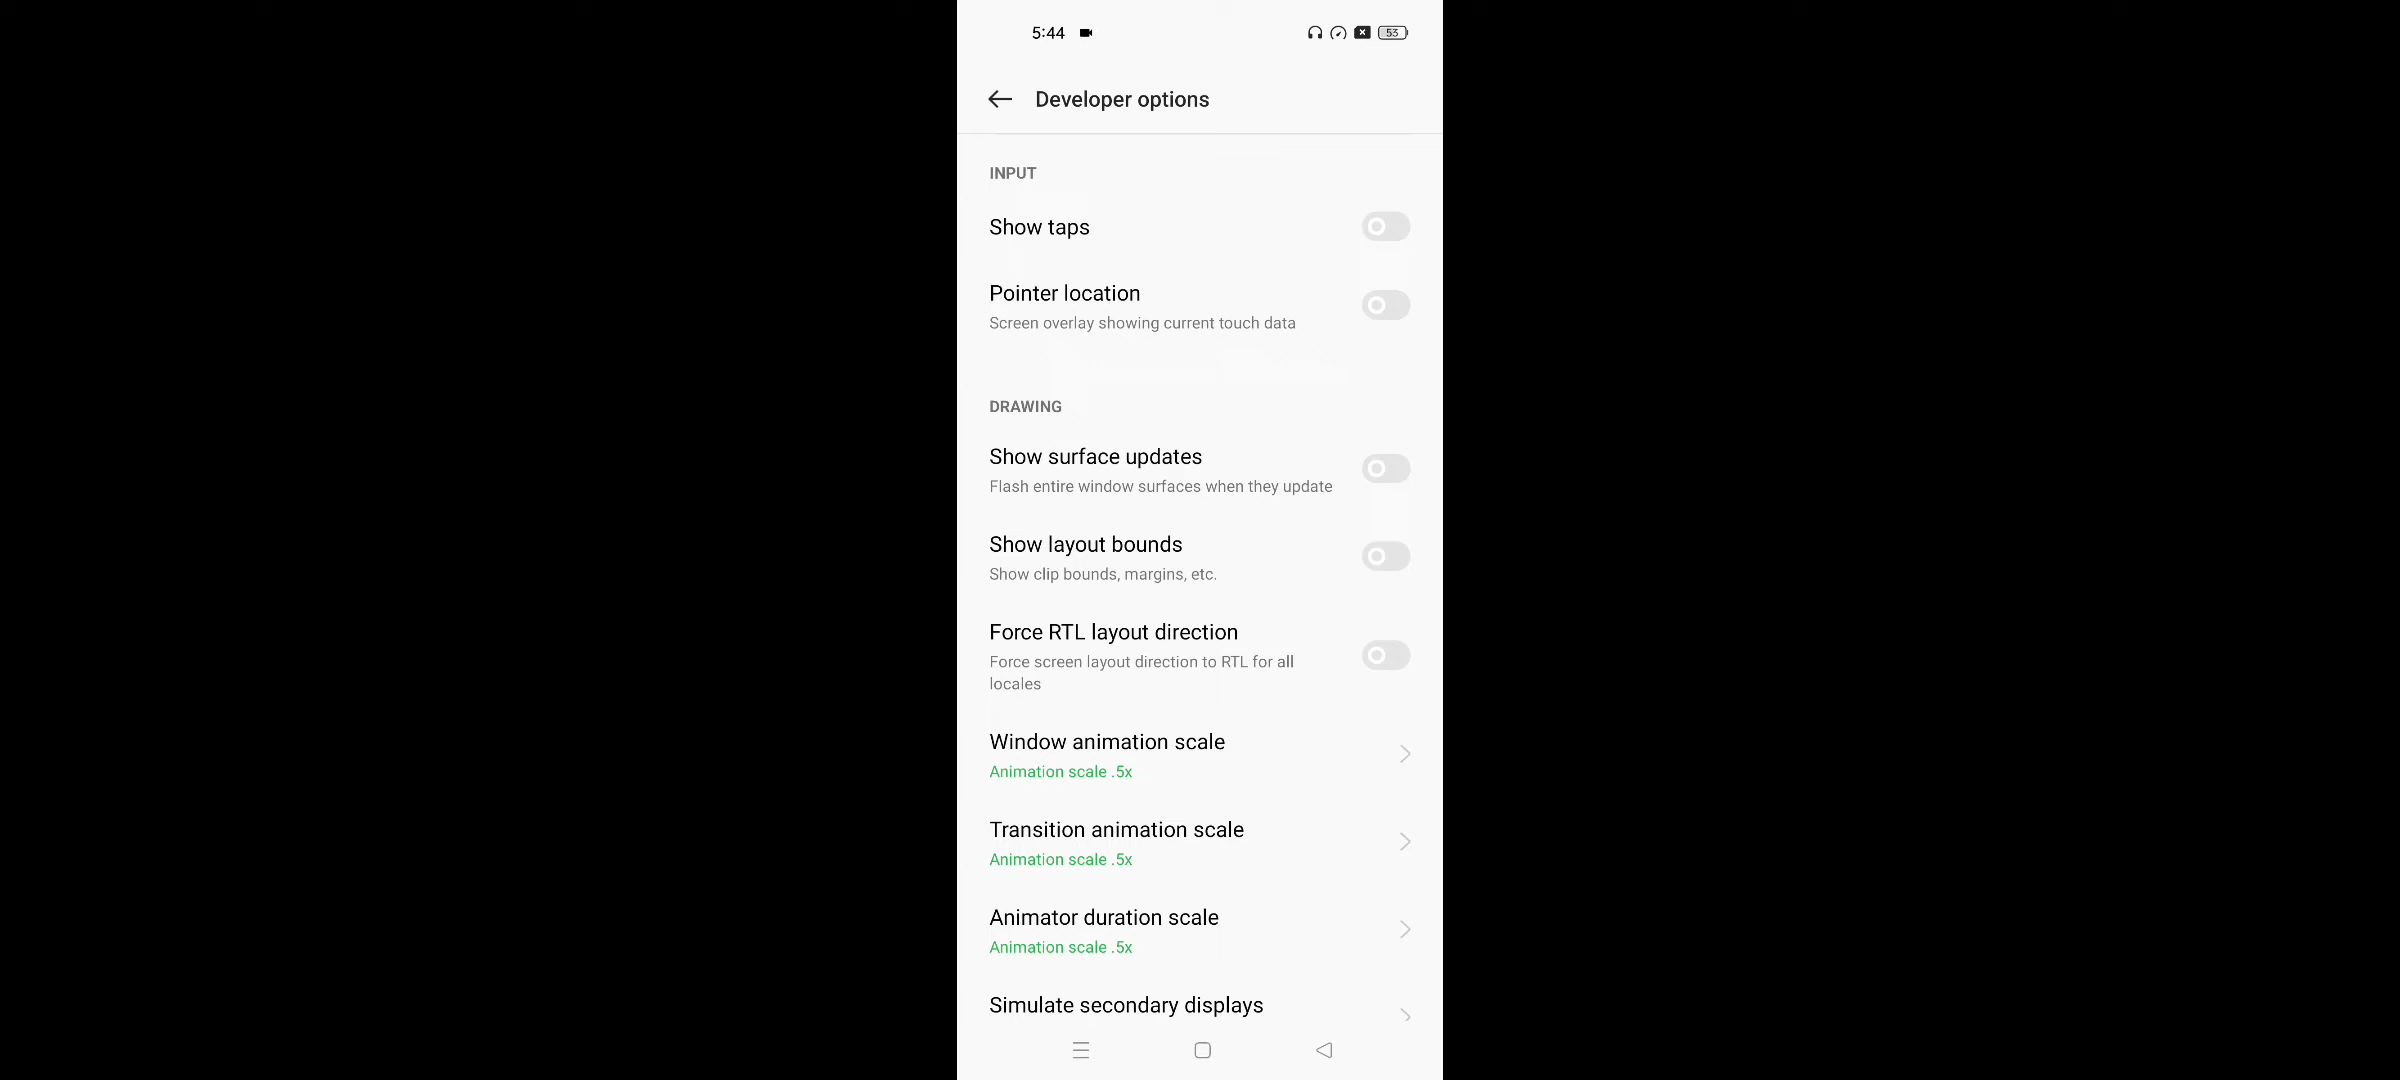 5:44
53
Developer options
INPUT
Show taps
Pointer location
Screen overlay showing current touch data
DRAWING
Show surface updates
Flash entire window surfaces when they update
Show layout bounds
Show clip bounds, margins, etc.
Force RTL layout direction
Force screen layout direction to RTL for all
locales
Window animation scale
Animation scale .5x
Transition animation scale
Animation scale .5x
Animator duration scale
Animation scale .5x
Simulate secondary displays